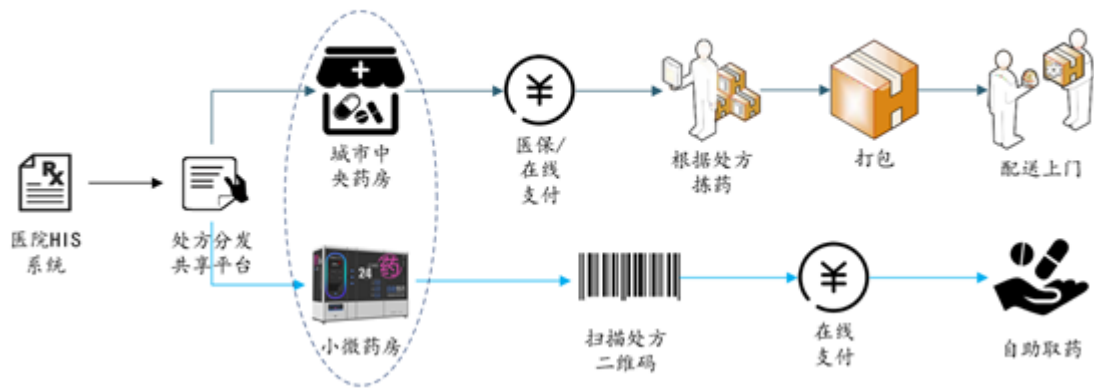 医院HIS
系统
处方分发
共享平台
城市中
央药房
医保/
在线
支付
根据处方
拣药
打包
配送上门
24
药
小微药房
扫描处方
二维码
在线
支付
自助取药